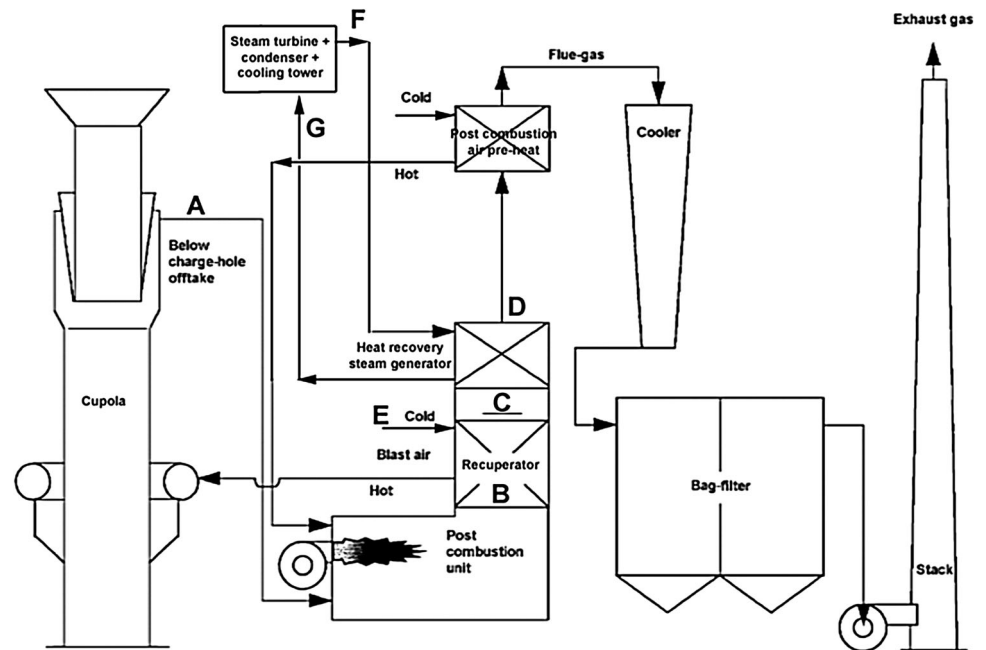 Exhaust gas
F
Steam turbine +
condenser +
cooling tower
Flue-gas
Cold
G
Post combustion
air pre-heat
Cooler
Hot
A
Below
charge-hole
offtake
D
Heat recovery
steam generator
Cupola
C
E Cold
Blast air
Recuperator
Hot
B
Bag-filter
Post
combustion
unit
Stack